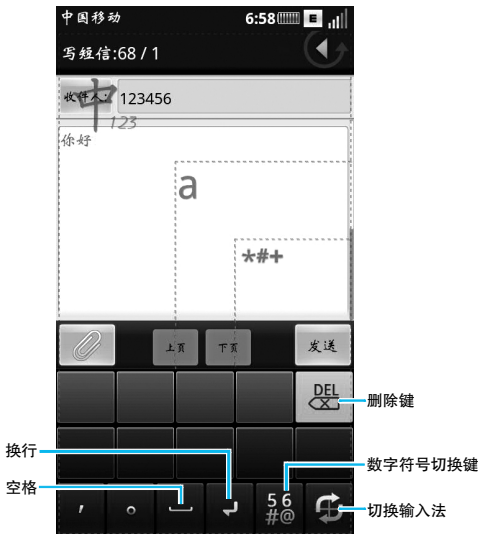 中国移动 6:58 E
写短信:68 / 1
收件人: 123456
中
123
你好
a
*#+
上页 下页 发送
DEL
删除键
换行
数字符号切换键
空格
, 。 5 6
#@
切换输入法